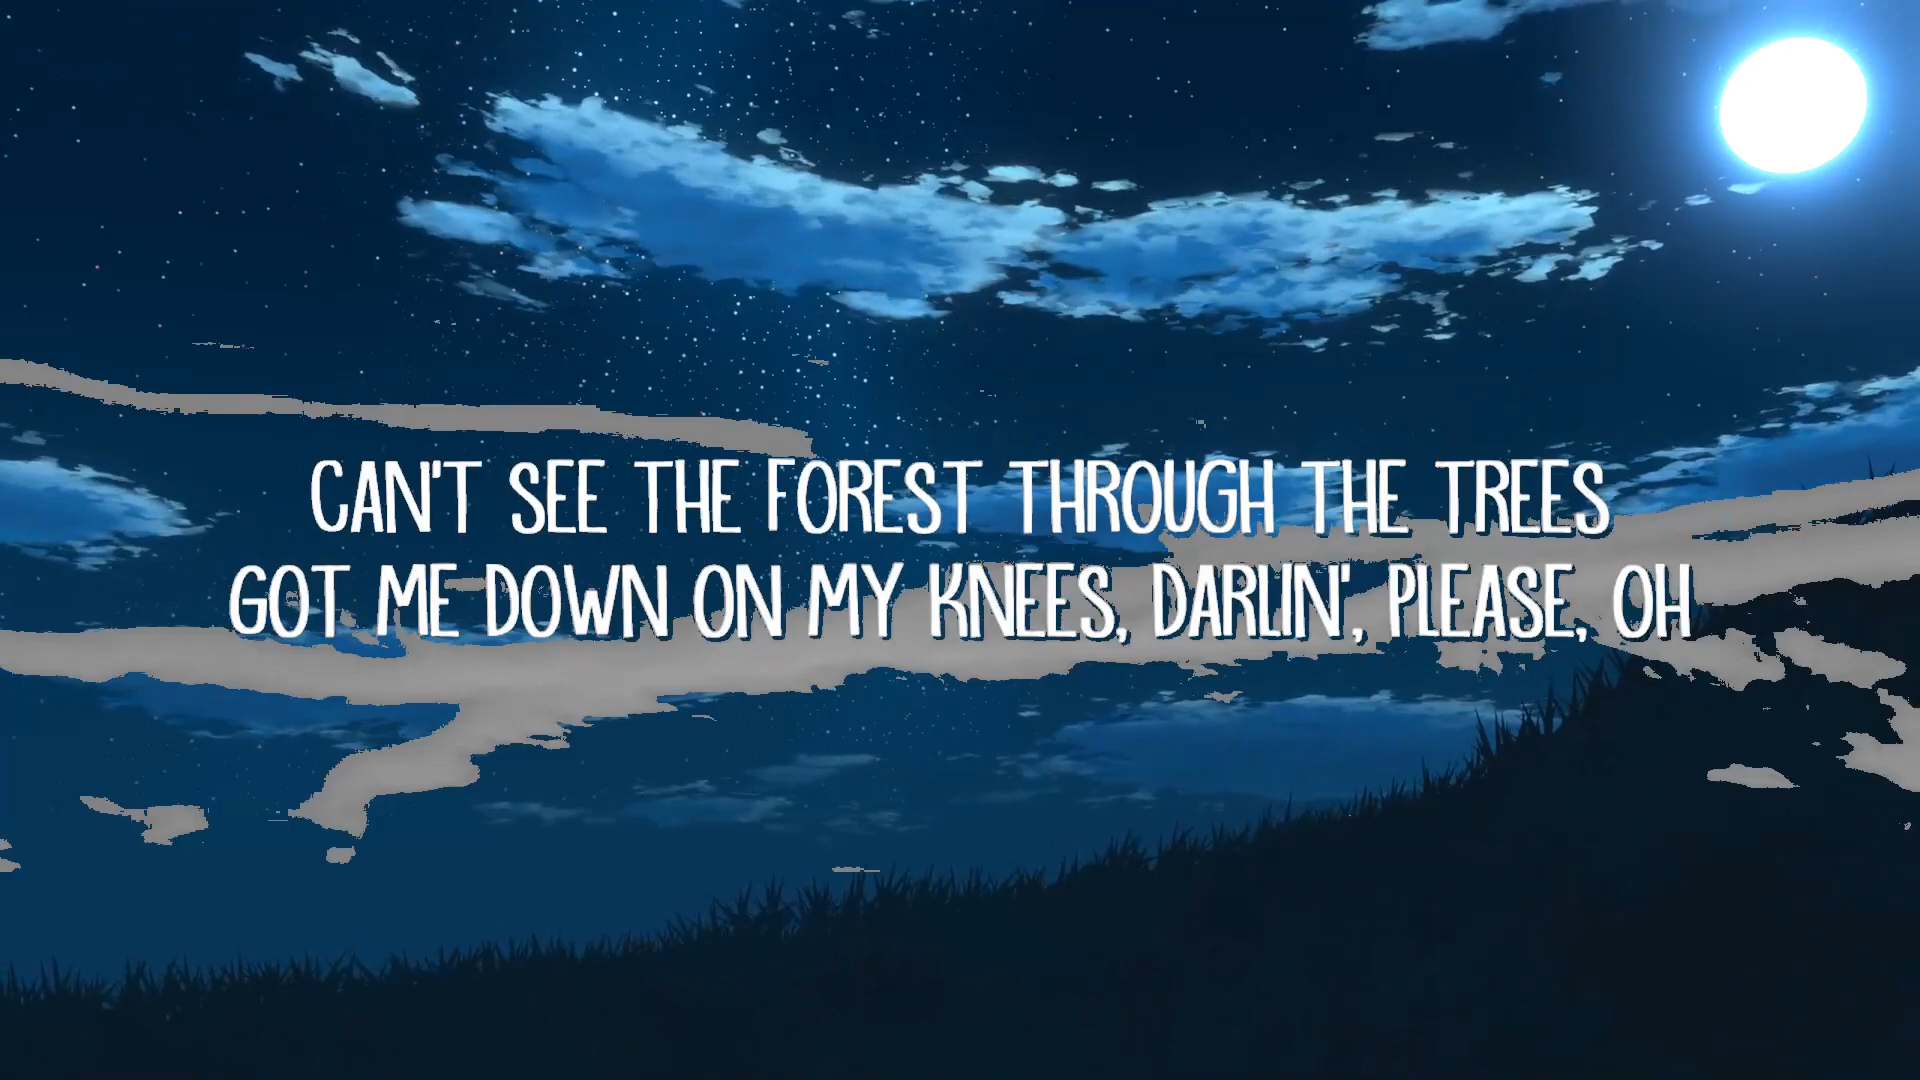 CAN'T SEE THE FOREST THROUGH THE TREES
GOT ME DOWN ON MY KNEES, DARLIN', PLEASE, OH